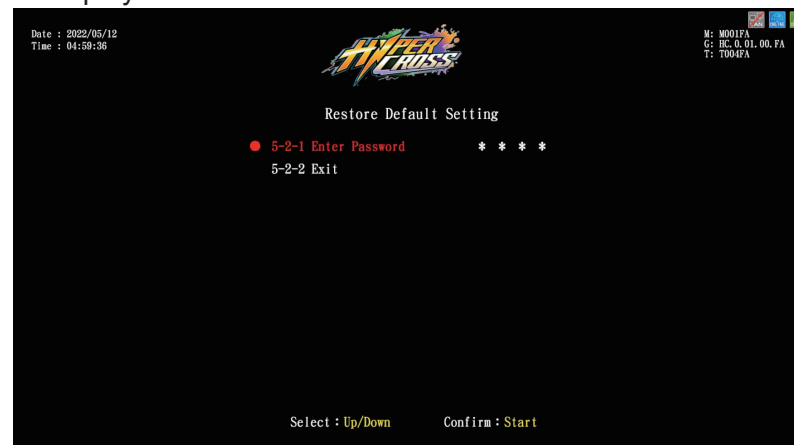 Date : 2022/05/12
Time : 04:59:36
HYPER
CROSS
M: M001FA
G: HC.0.01.00.FA
T: T004FA
Restore Default Setting
5-2-1 Enter Password * * * *
5-2-2 Exit
Select：Up/Down Confirm：Start